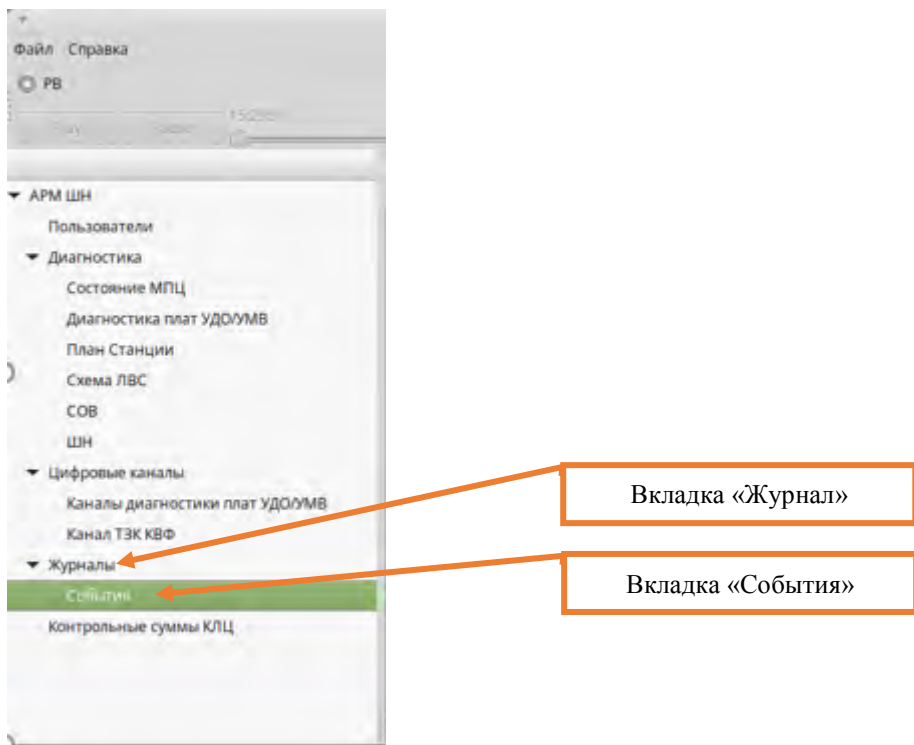 Файл Справка
РВ
АРМ ШН
Пользователи
Диагностика
Состояние МПЦ
Диагностика плат УДО/УМВ
План Станции
Схема ЛВС
СОВ
ШН
Цифровые каналы
Каналы диагностики плат УДО/УМВ
Канал ТЗК КВФ
Журналы
События
Контрольные суммы КЛЦ
Вкладка «Журнал»
Вкладка «События»